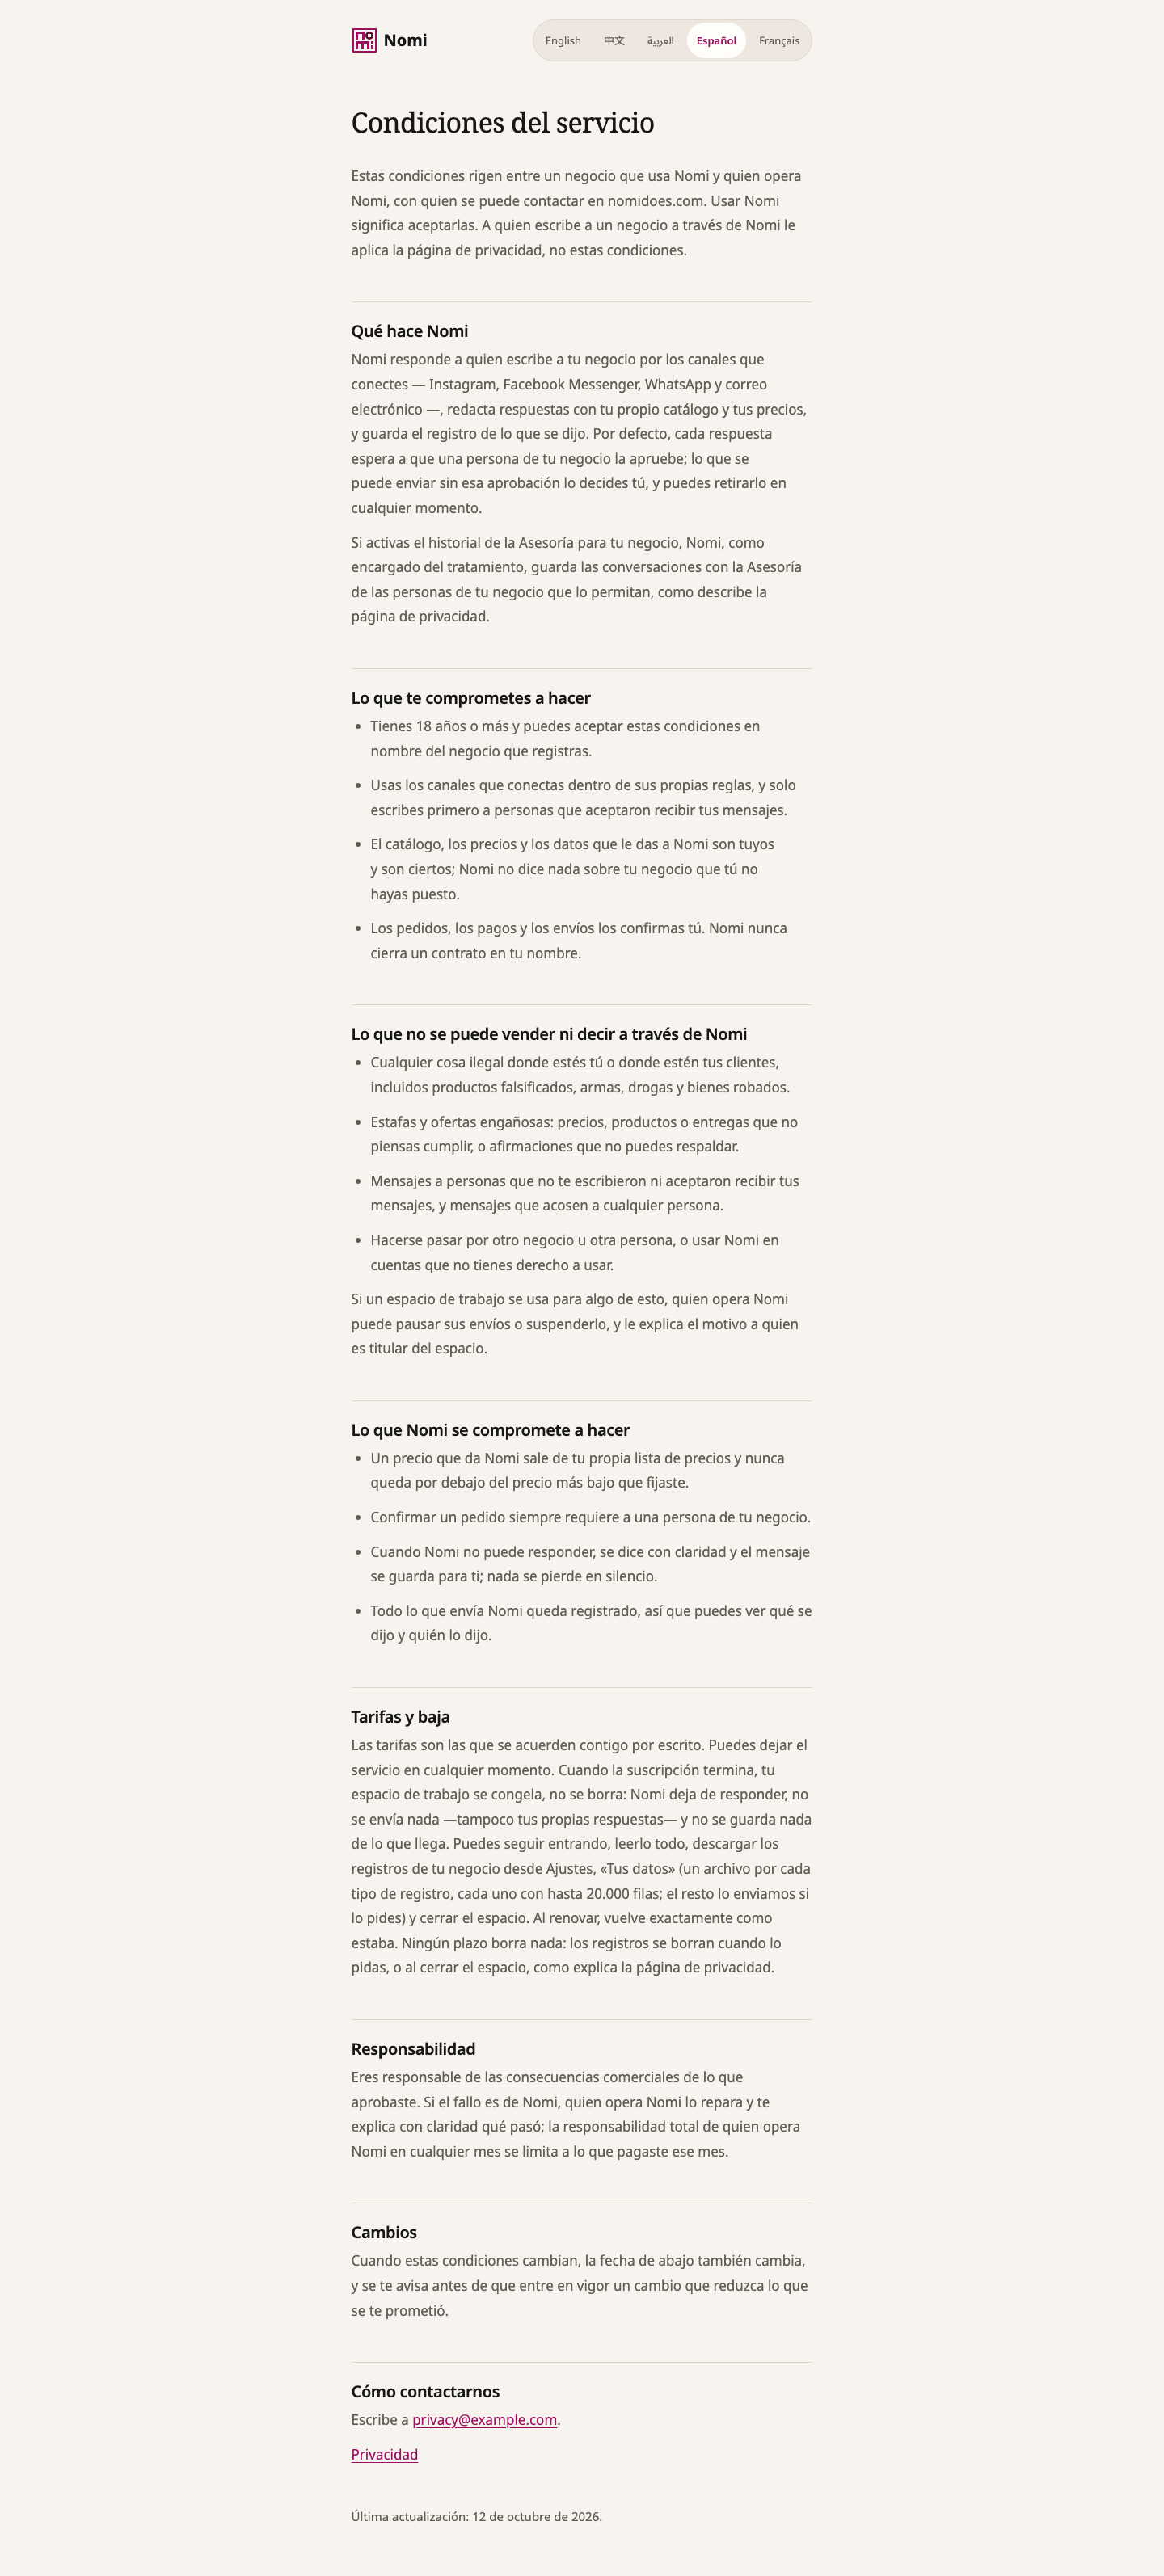 Nomi
English
中文
العربية
Español
Français
Condiciones del servicio
Estas condiciones rigen entre un negocio que usa Nomi y quien opera
Nomi, con quien se puede contactar en nomidoes.com. Usar Nomi
significa aceptarlas. A quien escribe a un negocio a través de Nomi le
aplica la página de privacidad, no estas condiciones.
Qué hace Nomi
Nomi responde a quien escribe a tu negocio por los canales que
conectes — Instagram, Facebook Messenger, WhatsApp y correo
electrónico —, redacta respuestas con tu propio catálogo y tus precios,
y guarda el registro de lo que se dijo. Por defecto, cada respuesta
espera a que una persona de tu negocio la apruebe; lo que se
puede enviar sin esa aprobación lo decides tú, y puedes retirarlo en
cualquier momento.
Si activas el historial de la Asesoría para tu negocio, Nomi, como
encargado del tratamiento, guarda las conversaciones con la Asesoría
de las personas de tu negocio que lo permitan, como describe la
página de privacidad.
Lo que te comprometes a hacer
• Tienes 18 años o más y puedes aceptar estas condiciones en
nombre del negocio que registras.
• Usas los canales que conectas dentro de sus propias reglas, y solo
escribes primero a personas que aceptaron recibir tus mensajes.
• El catálogo, los precios y los datos que le das a Nomi son tuyos
y son ciertos; Nomi no dice nada sobre tu negocio que tú no
hayas puesto.
• Los pedidos, los pagos y los envíos los confirmas tú. Nomi nunca
cierra un contrato en tu nombre.
Lo que no se puede vender ni decir a través de Nomi
• Cualquier cosa ilegal donde estés tú o donde estén tus clientes,
incluidos productos falsificados, armas, drogas y bienes robados.
• Estafas y ofertas engañosas: precios, productos o entregas que no
piensas cumplir, o afirmaciones que no puedes respaldar.
• Mensajes a personas que no te escribieron ni aceptaron recibir tus
mensajes, y mensajes que acosen a cualquier persona.
• Hacerse pasar por otro negocio u otra persona, o usar Nomi en
cuentas que no tienes derecho a usar.
Si un espacio de trabajo se usa para algo de esto, quien opera Nomi
puede pausar sus envíos o suspenderlo, y le explica el motivo a quien
es titular del espacio.
Lo que Nomi se compromete a hacer
• Un precio que da Nomi sale de tu propia lista de precios y nunca
queda por debajo del precio más bajo que fijaste.
• Confirmar un pedido siempre requiere a una persona de tu negocio.
• Cuando Nomi no puede responder, se dice con claridad y el mensaje
se guarda para ti; nada se pierde en silencio.
• Todo lo que envía Nomi queda registrado, así que puedes ver qué se
dijo y quién lo dijo.
Tarifas y baja
Las tarifas son las que se acuerden contigo por escrito. Puedes dejar el
servicio en cualquier momento. Cuando la suscripción termina, tu
espacio de trabajo se congela, no se borra: Nomi deja de responder, no
se envía nada —tampoco tus propias respuestas— y no se guarda nada
de lo que llega. Puedes seguir entrando, leerlo todo, descargar los
registros de tu negocio desde Ajustes, «Tus datos» (un archivo por cada
tipo de registro, cada uno con hasta 20.000 filas; el resto lo enviamos si
lo pides) y cerrar el espacio. Al renovar, vuelve exactamente como
estaba. Ningún plazo borra nada: los registros se borran cuando lo
pidas, o al cerrar el espacio, como explica la página de privacidad.
Responsabilidad
Eres responsable de las consecuencias comerciales de lo que
aprobaste. Si el fallo es de Nomi, quien opera Nomi lo repara y te
explica con claridad qué pasó; la responsabilidad total de quien opera
Nomi en cualquier mes se limita a lo que pagaste ese mes.
Cambios
Cuando estas condiciones cambian, la fecha de abajo también cambia,
y se te avisa antes de que entre en vigor un cambio que reduzca lo que
se te prometió.
Cómo contactarnos
Escribe a privacy@example.com.
Privacidad
Última actualización: 12 de octubre de 2026.